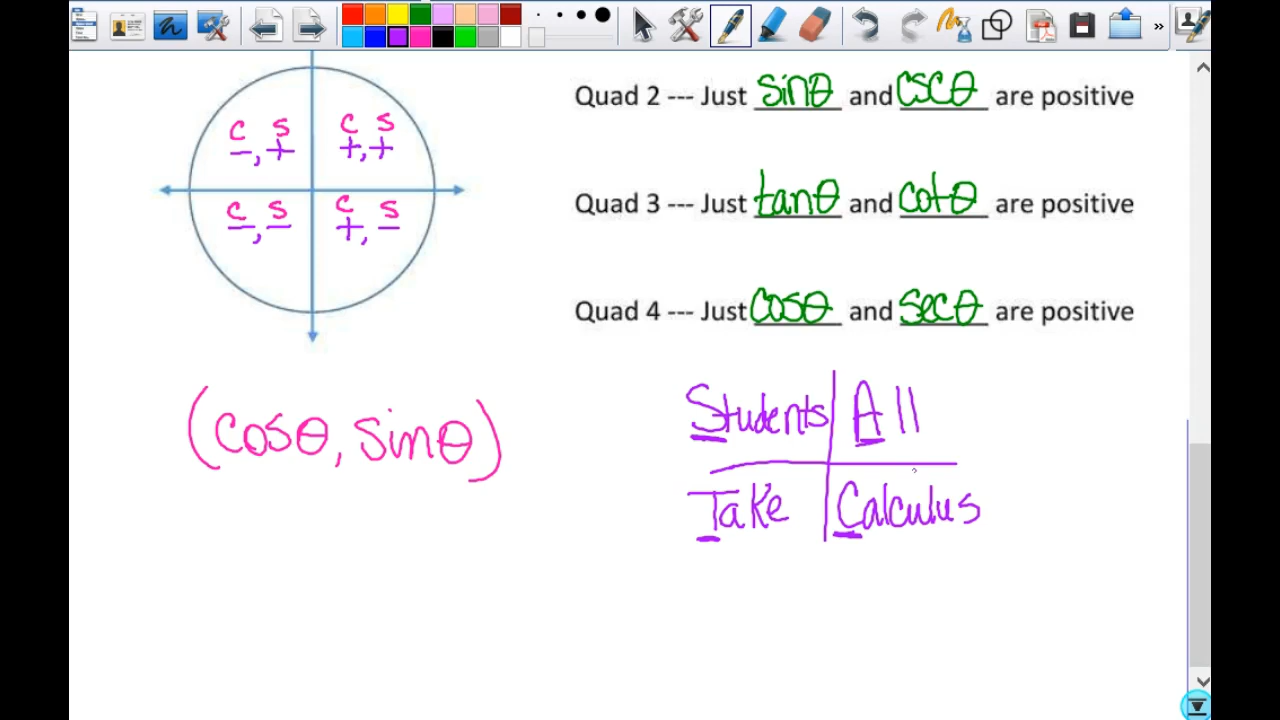 c s c s
−, + +, +
c s c s
−, − +, −
Quad 2 --- Just sinθ and cscθ are positive
Quad 3 --- Just tanθ and cotθ are positive
Quad 4 --- Just cosθ and secθ are positive
(cosθ, sinθ)
Students All
Take Calculus